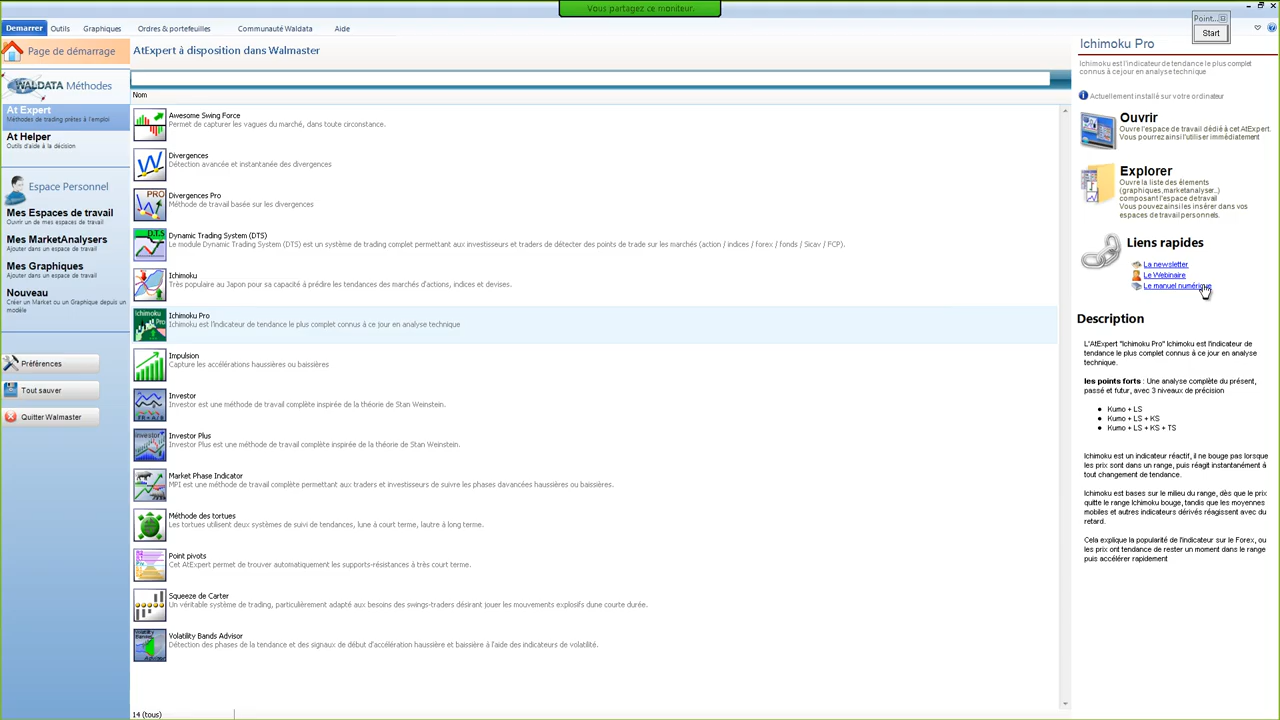 Vous partagez ce moniteur.
Demarrer
Outils
Graphiques
Ordres & portefeuilles
Communauté Waldata
Aide
Point...
Start
Page de démarrage
WALDATA Méthodes
At Expert
Méthodes de trading prêtes à l'emploi
At Helper
Outils d'aide à la décision
Espace Personnel
Mes Espaces de travail
Ouvrir un de mes espaces de travail
Mes MarketAnalysers
Ajouter dans un espace de travail
Mes Graphiques
Ajouter dans un espace de travail
Nouveau
Créer un Market ou un Graphique depuis un
modèle
Préférences
Tout sauver
Quitter Walmaster
AtExpert à disposition dans Walmaster
Nom
Awesome Swing Force
Permet de capturer les vagues du marché, dans toute circonstance.
Divergences
Détection avancée et instantanée des divergences
PRO
Divergences Pro
Méthode de travail basée sur les divergences
D.T.S
Dynamic Trading System (DTS)
Le module Dynamic Trading System (DTS) est un système de trading complet permettant aux investisseurs et traders de détecter des points de trade sur les marchés (action / indices / forex / fonds / Sicav / FCP).
Ichimoku
Très populaire au Japon pour sa capacité à prédire les tendances des marchés d'actions, indices et devises.
Ichimoku
Pro
Ichimoku Pro
Ichimoku est l'indicateur de tendance le plus complet connus à ce jour en analyse technique
Impulsion
Capture les accélérations haussières ou baissières
Investor
Investor est une méthode de travail complète inspirée de la théorie de Stan Weinstein.
Investor
Investor Plus
Investor Plus est une méthode de travail complète inspirée de la théorie de Stan Weinstein.
Market Phase Indicator
MPI est une méthode de travail complète permettant aux traders et investisseurs de suivre les phases davancées haussières ou baissières.
Méthode des tortues
Les tortues utilisent deux systèmes de suivi de tendances, lune à court terme, lautre à long terme.
Point pivots
Cet AtExpert permet de trouver automatiquement les supports-résistances à très court terme.
Squeeze de Carter
Un véritable système de trading, particulièrement adapté aux besoins des swings-traders désirant jouer les mouvements explosifs dune courte durée.
Volatility Bands Advisor
Détection des phases de la tendance et des signaux de début d'accélération haussière et baissière à l'aide des indicateurs de volatilité.
14 (tous)
Ichimoku Pro
Ichimoku est l'indicateur de tendance le plus complet
connus à ce jour en analyse technique
Actuellement installé sur votre ordinateur
Ouvrir
Ouvre l'espace de travail dédié à cet AtExpert.
Vous pourrez ainsi l'utiliser immédiatement
Explorer
Ouvre la liste des élements
(graphiques,marketanalyser..)
composant l'espace de travail
Vous pouvez ainsi les insérer dans vos
espaces de travail personnels.
Liens rapides
La newsletter
Le Webinaire
Le manuel numérique
Description
L'AtExpert "Ichimoku Pro" Ichimoku est l'indicateur de
tendance le plus complet connus à ce jour en analyse
technique.
les points forts : Une analyse complète du présent,
passé et futur, avec 3 niveaux de précision
• Kumo + LS
• Kumo + LS + KS
• Kumo + LS + KS + TS
Ichimoku est un indicateur réactif, il ne bouge pas lorsque
les prix sont dans un range, puis réagit instantanément à
tout changement de tendance.
Ichimoku est bases sur le milieu du range, dès que le prix
quitte le range Ichimoku bouge, tandis que les moyennes
mobiles et autres indicateurs dérivés réagissent avec du
retard.
Cela explique la popularité de l'indicateur sur le Forex, ou
les prix ont tendance de rester un moment dans le range
puis accélérer rapidement